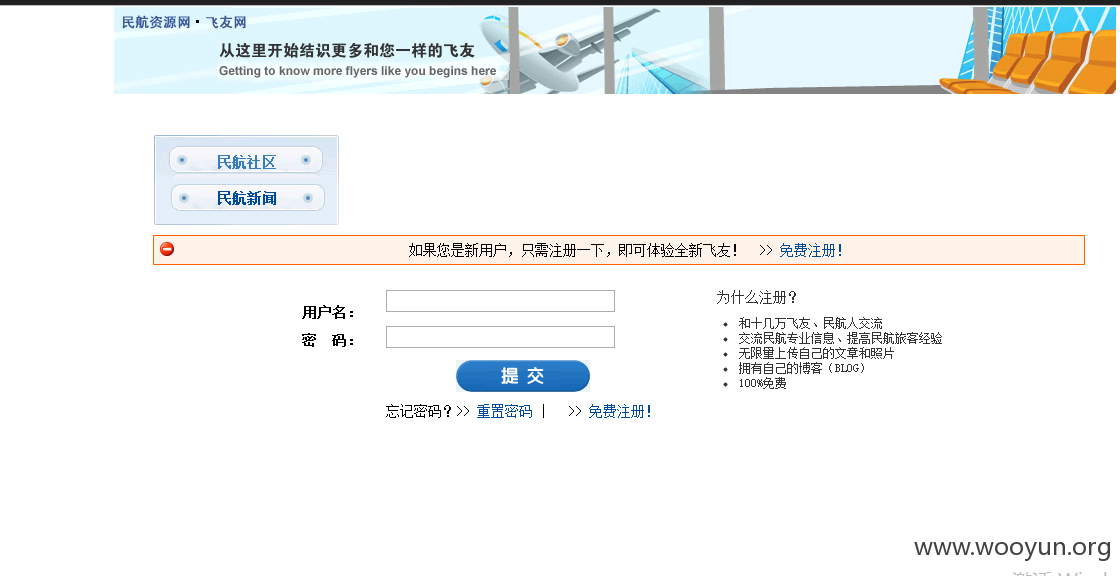 民航资源网·飞友网
从这里开始结识更多和您一样的飞友
Getting to know more flyers like you begins here
民航社区
民航新闻
如果您是新用户，只需注册一下，即可体验全新飞友！ >> 免费注册！
用户名：
密 码：
提 交
忘记密码？>> 重置密码 | >> 免费注册！
为什么注册？
• 和十几万飞友、民航人交流
• 交流民航专业信息、提高民航旅客经验
• 无限量上传自己的文章和照片
• 拥有自己的博客（BLOG）
• 100%免费
www.wooyun.org